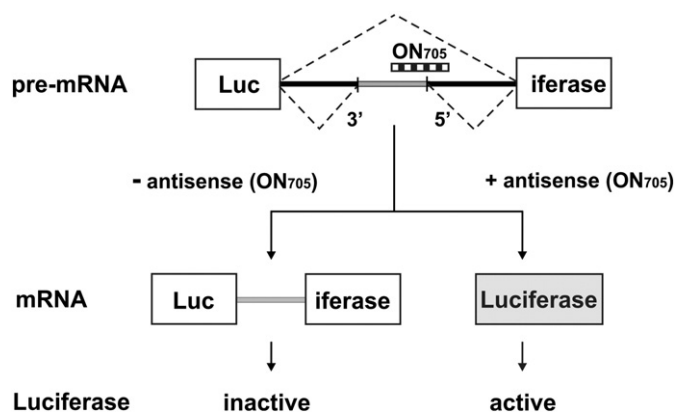 ON705
pre-mRNA Luc iferase
3' 5'
- antisense (ON705) + antisense (ON705)
mRNA Luc iferase Luciferase
Luciferase inactive active